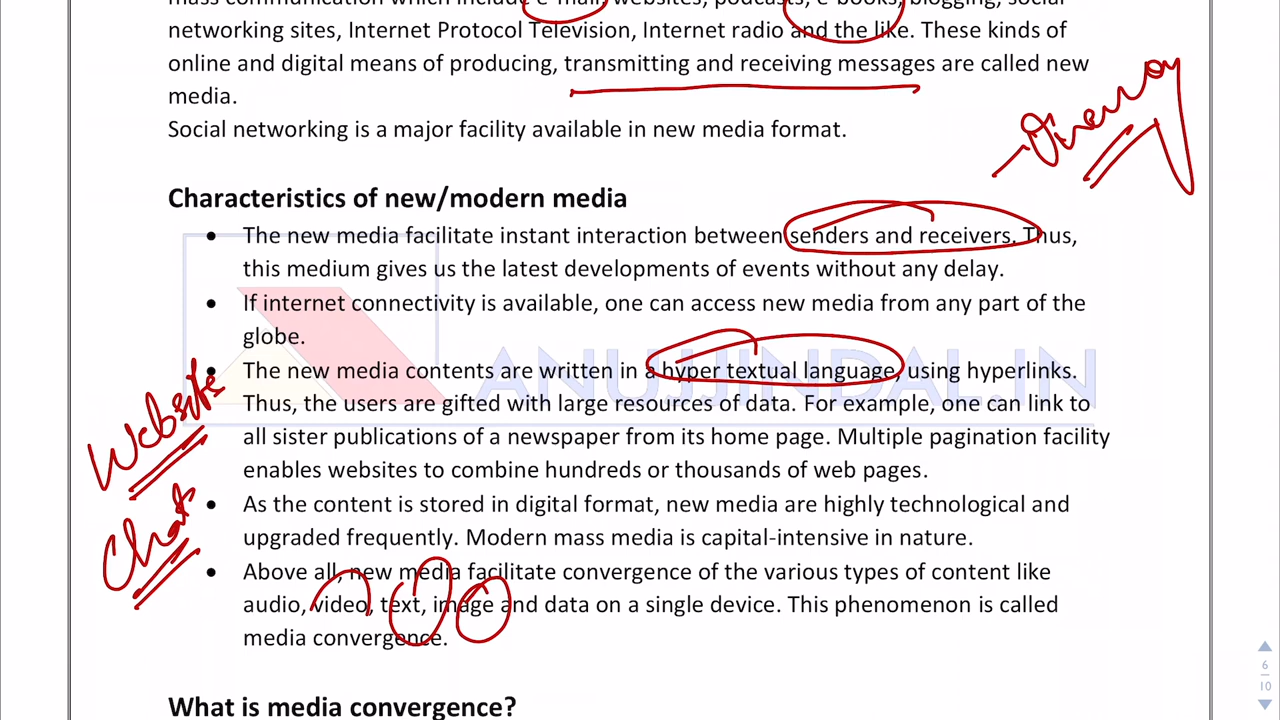 mass communication which include e-mail, websites, podcasts, e-books, blogging, social
networking sites, Internet Protocol Television, Internet radio and the like. These kinds of
online and digital means of producing, transmitting and receiving messages are called new
media.
Social networking is a major facility available in new media format.
Characteristics of new/modern media
• The new media facilitate instant interaction between senders and receivers. Thus,
this medium gives us the latest developments of events without any delay.
• If internet connectivity is available, one can access new media from any part of the
globe.
• The new media contents are written in a hyper textual language, using hyperlinks.
Thus, the users are gifted with large resources of data. For example, one can link to
all sister publications of a newspaper from its home page. Multiple pagination facility
enables websites to combine hundreds or thousands of web pages.
• As the content is stored in digital format, new media are highly technological and
upgraded frequently. Modern mass media is capital-intensive in nature.
• Above all, new media facilitate convergence of the various types of content like
audio, video, text, image and data on a single device. This phenomenon is called
media convergence.
What is media convergence?
Website
Chat
ANUJJINDAL.IN
6
10